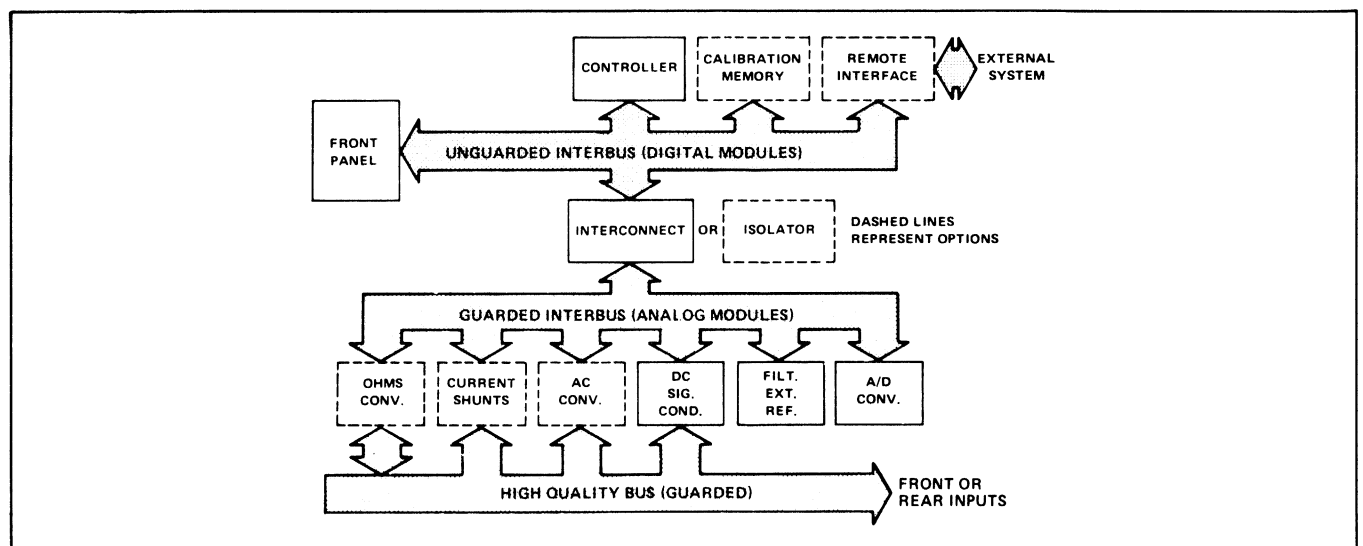 CONTROLLER
CALIBRATION
MEMORY
REMOTE
INTERFACE
EXTERNAL
SYSTEM
FRONT
PANEL
UNGUARDED INTERBUS (DIGITAL MODULES)
INTERCONNECT
OR
ISOLATOR
DASHED LINES
REPRESENT OPTIONS
GUARDED INTERBUS (ANALOG MODULES)
OHMS
CONV.
CURRENT
SHUNTS
AC
CONV.
DC
SIG.
COND.
FILT.
EXT.
REF.
A/D
CONV.
HIGH QUALITY BUS (GUARDED)
FRONT OR
REAR INPUTS